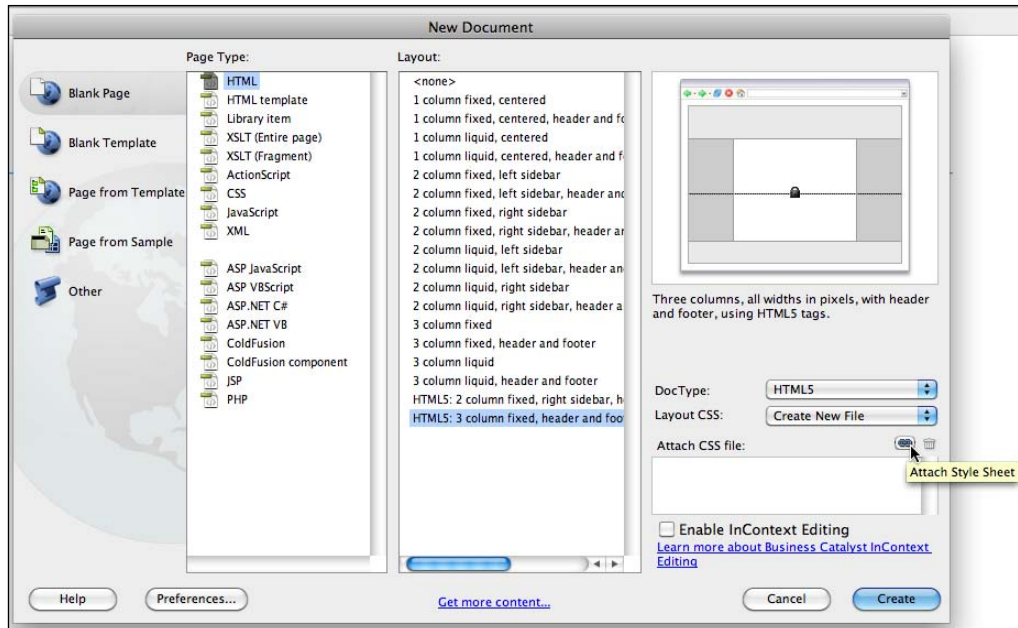 New Document
Page Type:
Layout:
Blank Page
Blank Template
Page from Template
Page from Sample
Other
HTML
HTML template
Library item
XSLT (Entire page)
XSLT (Fragment)
ActionScript
CSS
JavaScript
XML
ASP JavaScript
ASP VBScript
ASP.NET C#
ASP.NET VB
ColdFusion
ColdFusion component
JSP
PHP
<none>
1 column fixed, centered
1 column fixed, centered, header and fo
1 column liquid, centered
1 column liquid, centered, header and f
2 column fixed, left sidebar
2 column fixed, left sidebar, header and
2 column fixed, right sidebar
2 column fixed, right sidebar, header ar
2 column liquid, left sidebar
2 column liquid, left sidebar, header an
2 column liquid, right sidebar
2 column liquid, right sidebar, header a
3 column fixed
3 column fixed, header and footer
3 column liquid
3 column liquid, header and footer
HTML5: 2 column fixed, right sidebar, h
HTML5: 3 column fixed, header and foo
Three columns, all widths in pixels, with header
and footer, using HTML5 tags.
DocType:
HTML5
Layout CSS:
Create New File
Attach CSS file:
Attach Style Sheet
Enable InContext Editing
Learn more about Business Catalyst InContext
Editing
Help
Preferences...
Get more content...
Cancel
Create